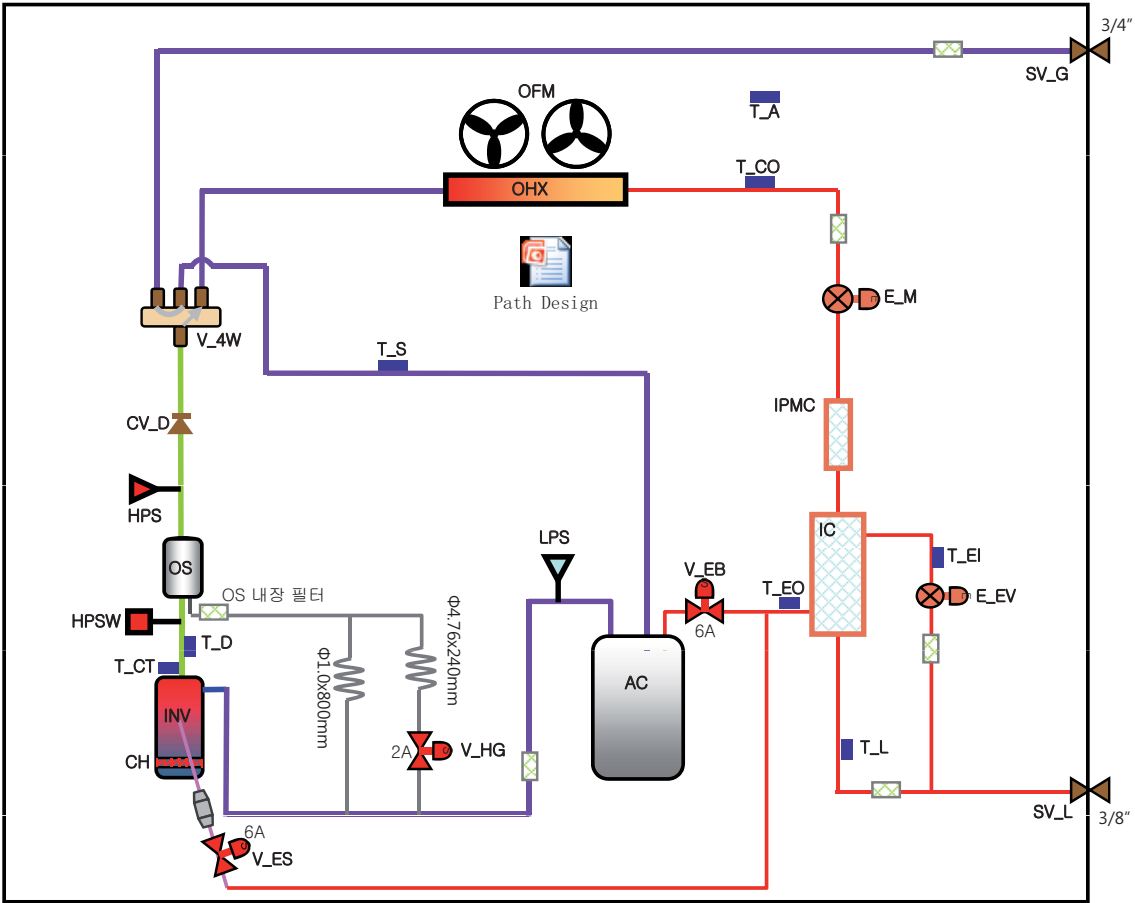 3/4"
SV_G
OFM
T_A
T_CO
OHX
Path Design
E_M
V_4W
T_S
IPMC
CV_D
HPS
LPS
IC
OS
T_EI
V_EB
T_EO
E_EV
OS 내장 필터
6A
HPSW
T_D
T_CT
Φ1.0x800mm
Φ4.76x240mm
AC
INV
2A
V_HG
T_L
CH
SV_L
3/8"
6A
V_ES